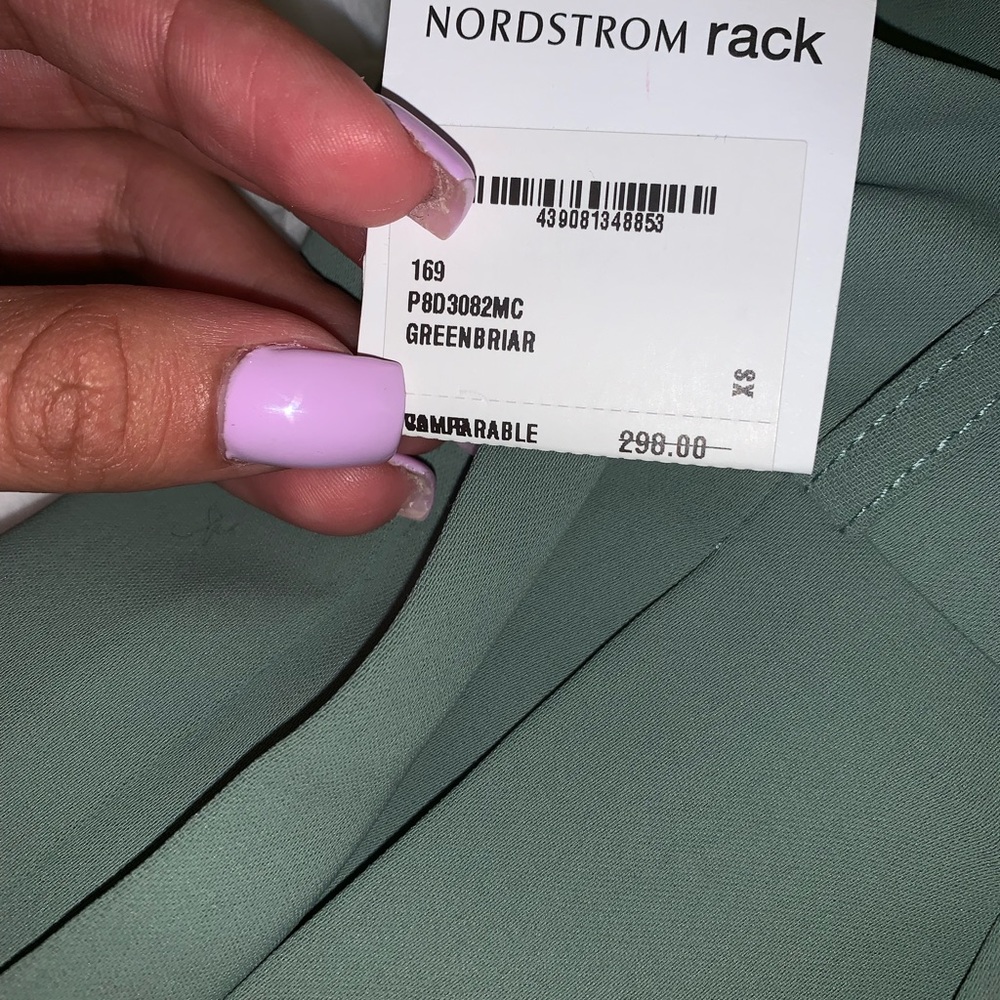 NORDSTROM rack
439081348853
169
P8D3082MC
GREENBRIAR
XS
COMPARABLE 298.00